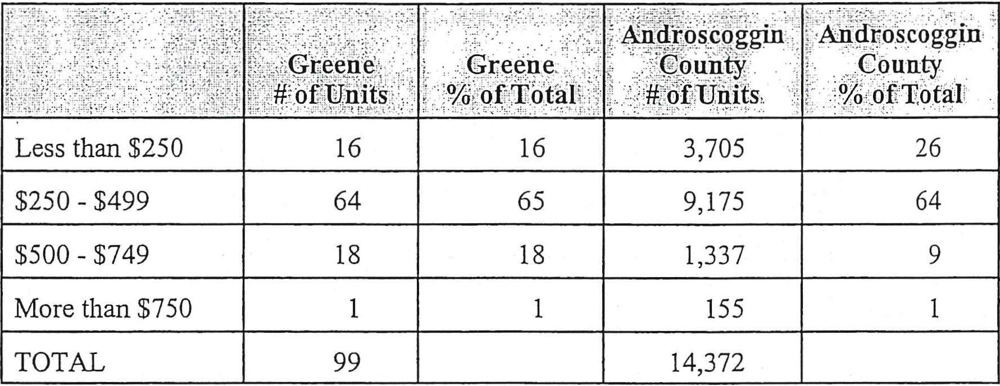 Greene
# of Units
Greene
% of Total
Androscoggin
County
# of Units
Androscoggin
County
% of Total
Less than $250 16 16 3,705 26
$250 - $499 64 65 9,175 64
$500 - $749 18 18 1,337 9
More than $750 1 1 155 1
TOTAL 99 14,372